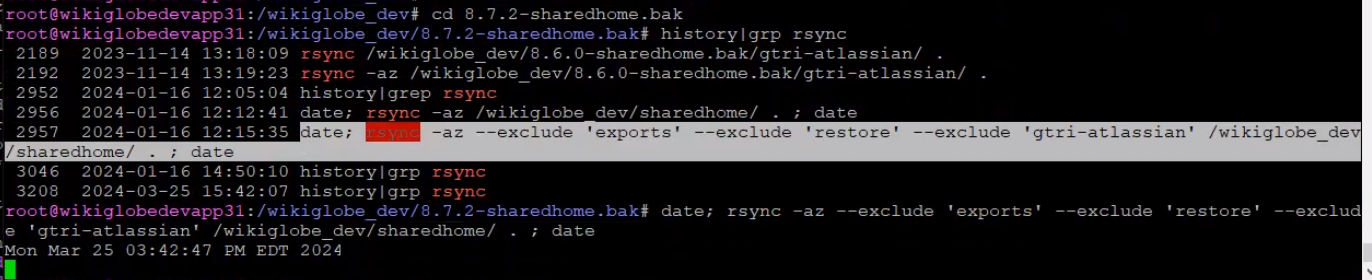 root@wikiglobedevapp31:/wikiglobe_dev# cd 8.7.2-sharedhome.bak
root@wikiglobedevapp31:/wikiglobe_dev/8.7.2-sharedhome.bak# history|grp rsync
2189  2023-11-14 13:18:09 rsync /wikiglobe_dev/8.6.0-sharedhome.bak/gtri-atlassian/ .
2192  2023-11-14 13:19:23 rsync -az /wikiglobe_dev/8.6.0-sharedhome.bak/gtri-atlassian/ .
2952  2024-01-16 12:05:04 history|grep rsync
2956  2024-01-16 12:12:41 date; rsync -az /wikiglobe_dev/sharedhome/ . ; date
2957  2024-01-16 12:15:35 date; rsync -az --exclude 'exports' --exclude 'restore' --exclude 'gtri-atlassian' /wikiglobe_dev
/sharedhome/ . ; date
3046  2024-01-16 14:50:10 history|grp rsync
3208  2024-03-25 15:42:07 history|grp rsync
root@wikiglobedevapp31:/wikiglobe_dev/8.7.2-sharedhome.bak# date; rsync -az --exclude 'exports' --exclude 'restore' --exclud
e 'gtri-atlassian' /wikiglobe_dev/sharedhome/ . ; date
Mon Mar 25 03:42:47 PM EDT 2024